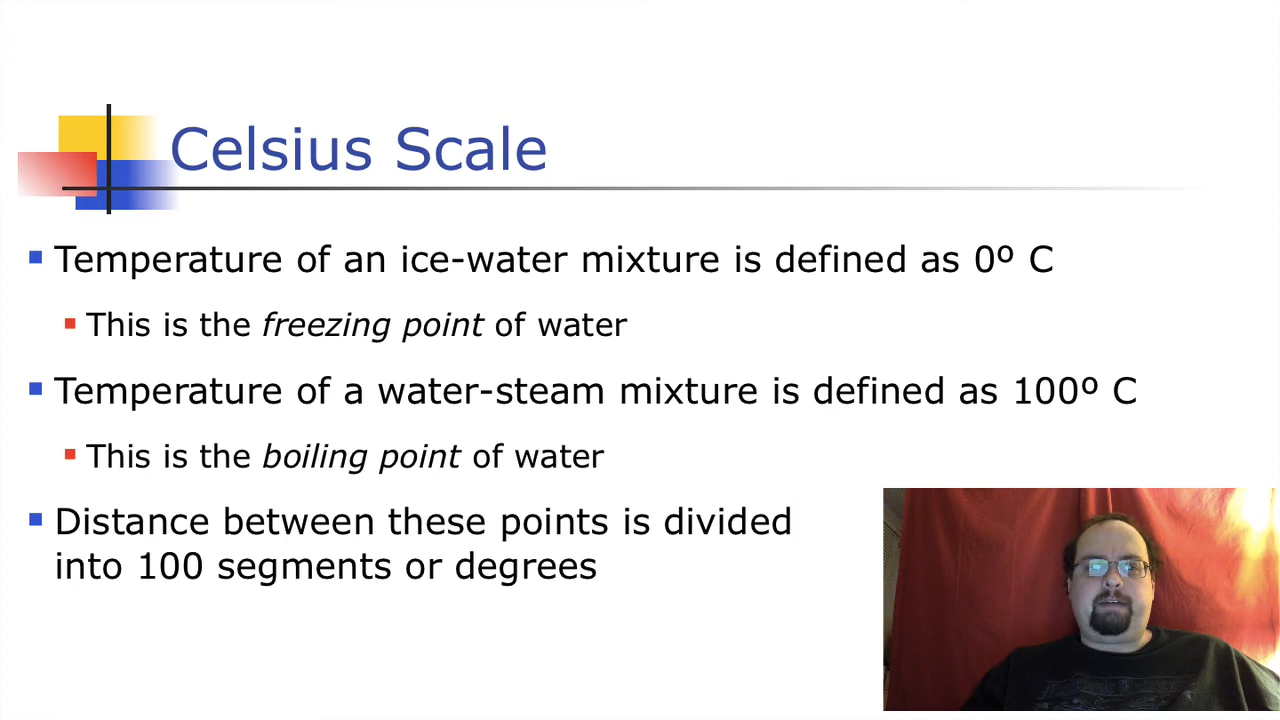 Celsius Scale
Temperature of an ice-water mixture is defined as 0º C
This is the freezing point of water
Temperature of a water-steam mixture is defined as 100º C
This is the boiling point of water
Distance between these points is divided
into 100 segments or degrees